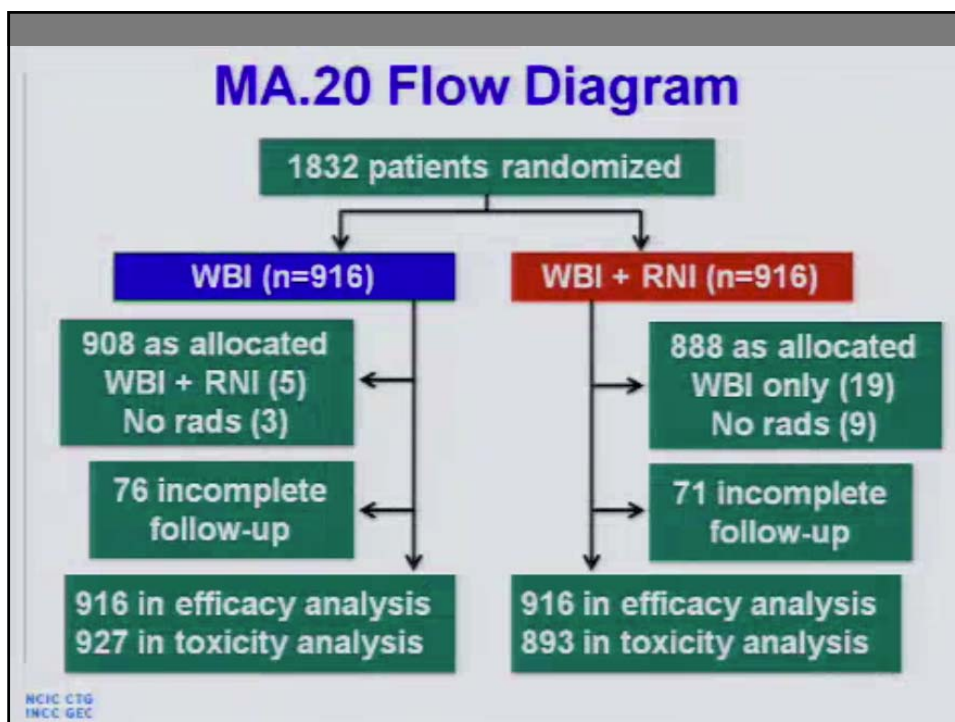 MA.20 Flow Diagram
1832 patients randomized
WBI (n=916)
WBI + RNI (n=916)
908 as allocated
WBI + RNI (5)
No rads (3)
888 as allocated
WBI only (19)
No rads (9)
76 incomplete
follow-up
71 incomplete
follow-up
916 in efficacy analysis
927 in toxicity analysis
916 in efficacy analysis
893 in toxicity analysis
NCIC CTG
INCC GEC